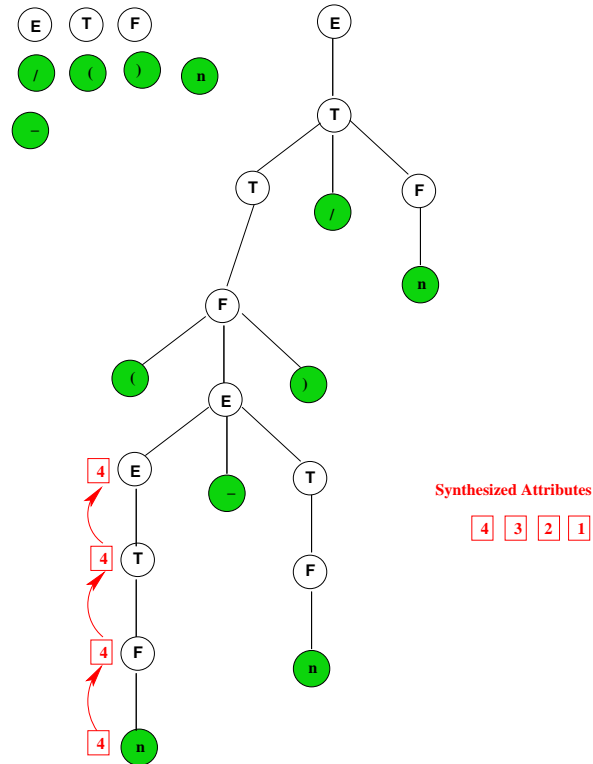 E T F
E
/ ( ) n
T
−
T
F
/
n
F
( )
E
4 E
T
−
Synthesized Attributes
4 3 2 1
4 T
F
4 F
n
4 n